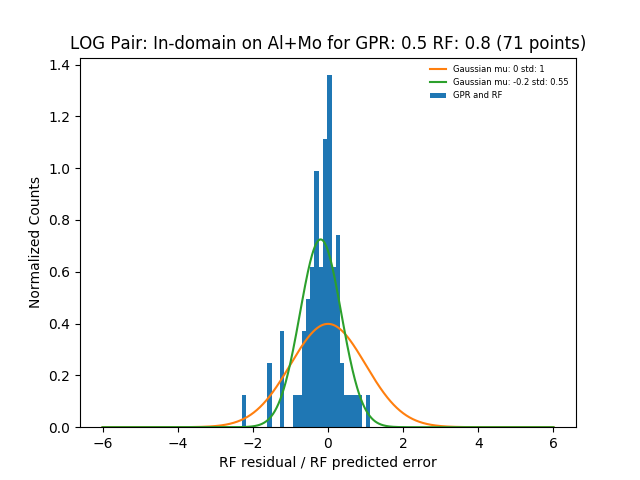 LOG Pair: In-domain on Al+Mo for GPR: 0.5 RF: 0.8 (71 points)
Gaussian mu: 0 std: 1
Gaussian mu: -0.2 std: 0.55
GPR and RF
Normalized Counts
1.4
1.2
1.0
0.8
0.6
0.4
0.2
0.0
−6 −4 −2 0 2 4 6
RF residual / RF predicted error